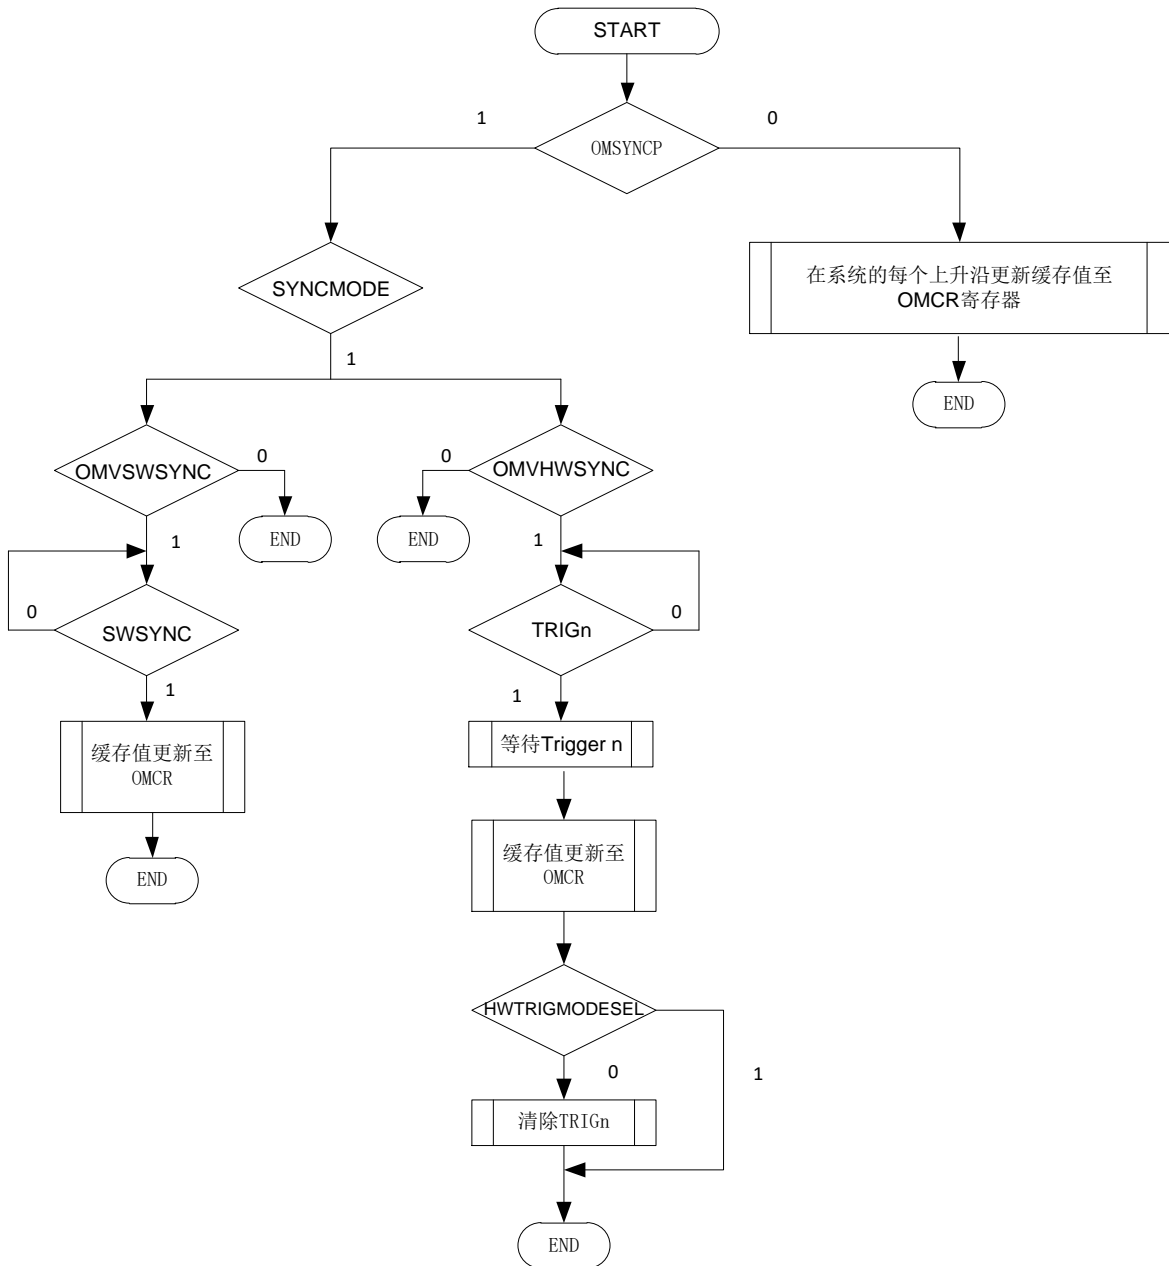 START
1
0
OMSYNCP
SYNCMODE
在系统的每个上升沿更新缓存值至
OMCR寄存器
1
END
OMVSWSYNC
0
0
OMVHWSYNC
END
END
1
1
0
SWSYNC
TRIGn
0
1
1
缓存值更新至
OMCR
等待Trigger n
END
缓存值更新至
OMCR
HWTRIGMODESEL
0
1
清除TRIGn
END